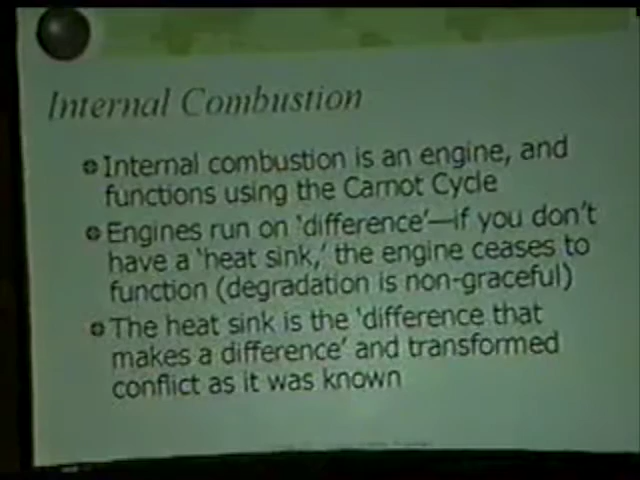 Internal Combustion
Internal combustion is an engine, and
functions using the Carnot Cycle
Engines run on 'difference'—if you don't
have a 'heat sink,' the engine ceases to
function (degradation is non-graceful)
The heat sink is the 'difference that
makes a difference' and transformed
conflict as it was known